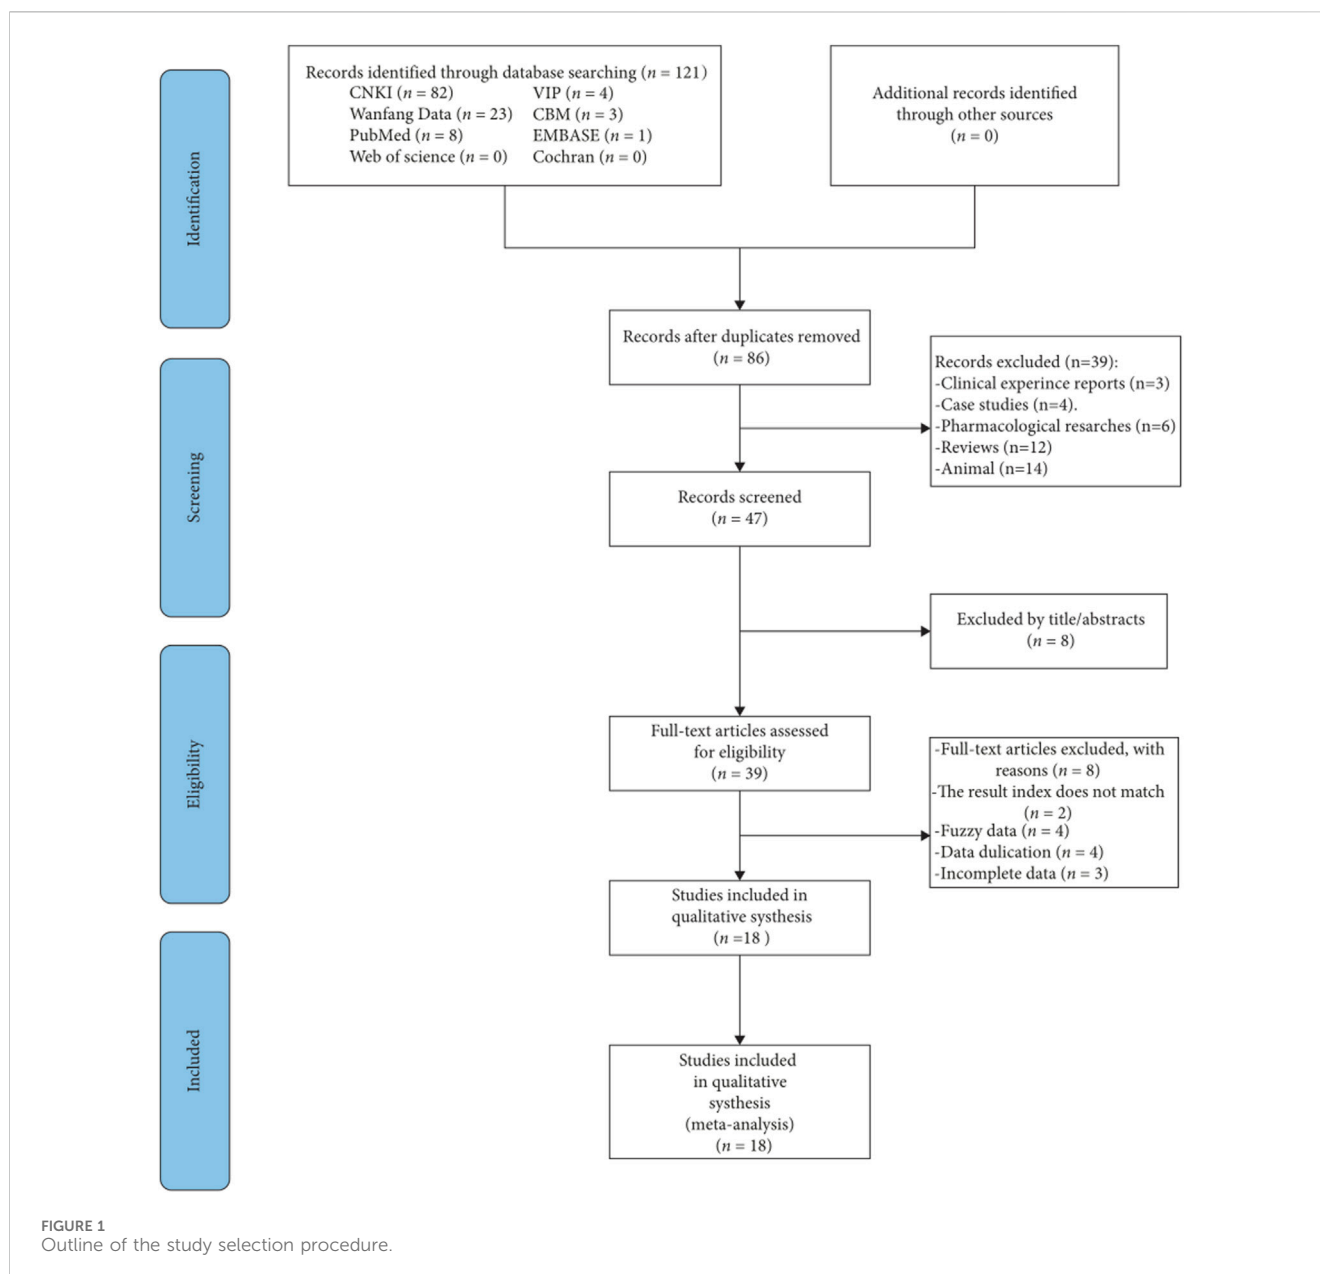 Identification
Records identified through database searching (n = 121)
CNKI (n = 82)
VIP (n = 4)
Wanfang Data (n = 23)
CBM (n = 3)
PubMed (n = 8)
EMBASE (n = 1)
Web of science (n = 0)
Cochran (n = 0)
Additional records identified
through other sources
(n = 0)
Screening
Records after duplicates removed
(n = 86)
Records excluded (n=39):
-Clinical experince reports (n=3)
-Case studies (n=4).
-Pharmacological resarches (n=6)
-Reviews (n=12)
-Animal (n=14)
Records screened
(n = 47)
Excluded by title/abstracts
(n = 8)
Eligibility
Full-text articles assessed
for eligibility
(n = 39)
-Full-text articles excluded, with
reasons (n = 8)
-The result index does not match
(n = 2)
-Fuzzy data (n = 4)
-Data dulication (n = 4)
-Incomplete data (n = 3)
Studies included in
qualitative systhesis
(n =18 )
Included
Studies included
in qualitative
systhesis
(meta-analysis)
(n = 18)
FIGURE 1
Outline of the study selection procedure.